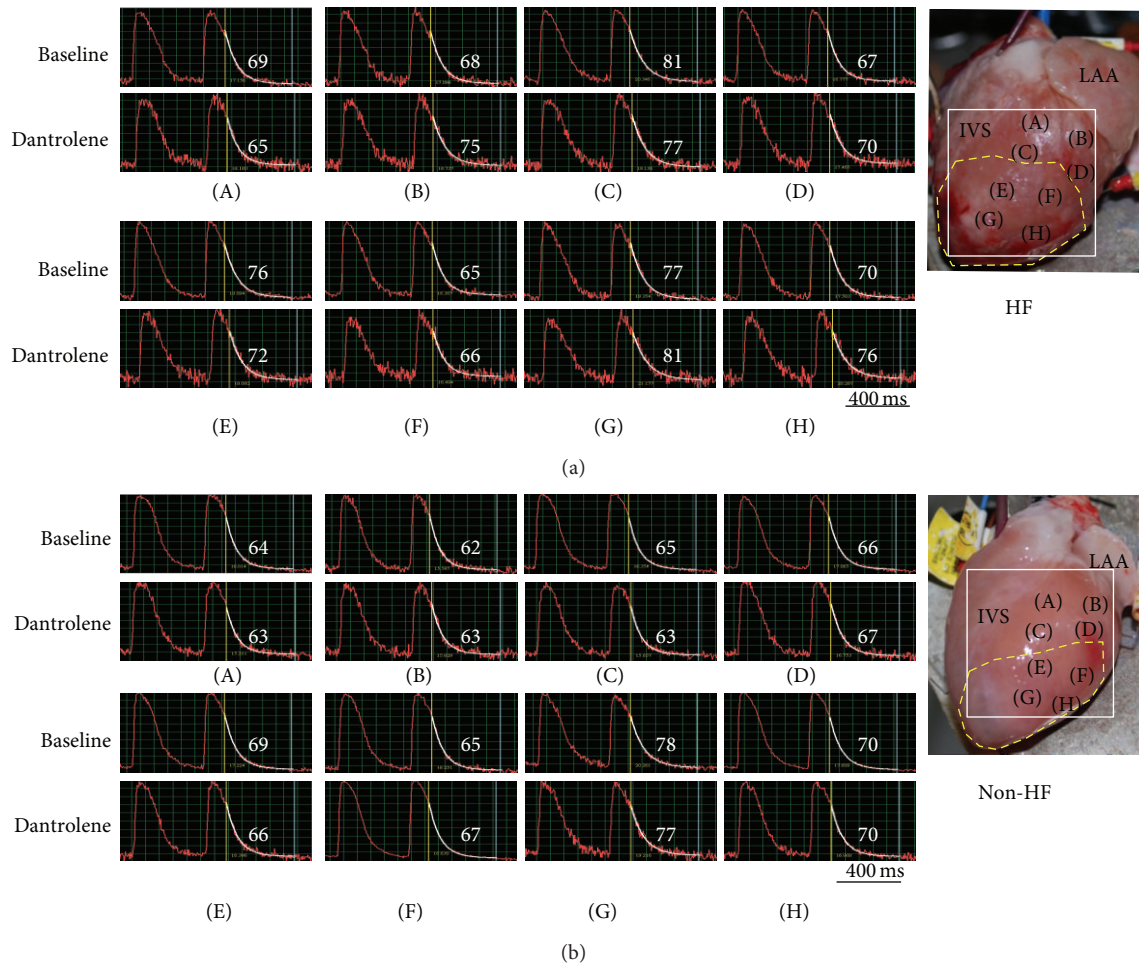 Baseline 69 68 81 67
Dantrolene 65 75 77 70
(A) (B) (C) (D)
Baseline 76 65 77 70
Dantrolene 72 66 81 76
400 ms
(E) (F) (G) (H)
LAA
IVS (A) (B)
(C) (D)
(E) (F)
(G) (H)
HF
(a)
Baseline 64 62 65 66
Dantrolene 63 63 63 67
(A) (B) (C) (D)
Baseline 69 65 78 70
Dantrolene 66 67 77 70
400 ms
(E) (F) (G) (H)
LAA
IVS (A) (B)
(C) (D)
(E) (F)
(G) (H)
Non-HF
(b)